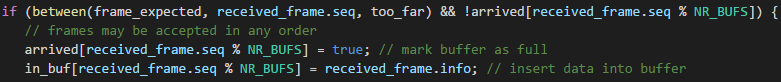 if (between(frame_expected, received_frame.seq, too_far) && !arrived[received_frame.seq % NR_BUFS]) {
// frames may be accepted in any order
arrived[received_frame.seq % NR_BUFS] = true; // mark buffer as full
in_buf[received_frame.seq % NR_BUFS] = received_frame.info; // insert data into buffer